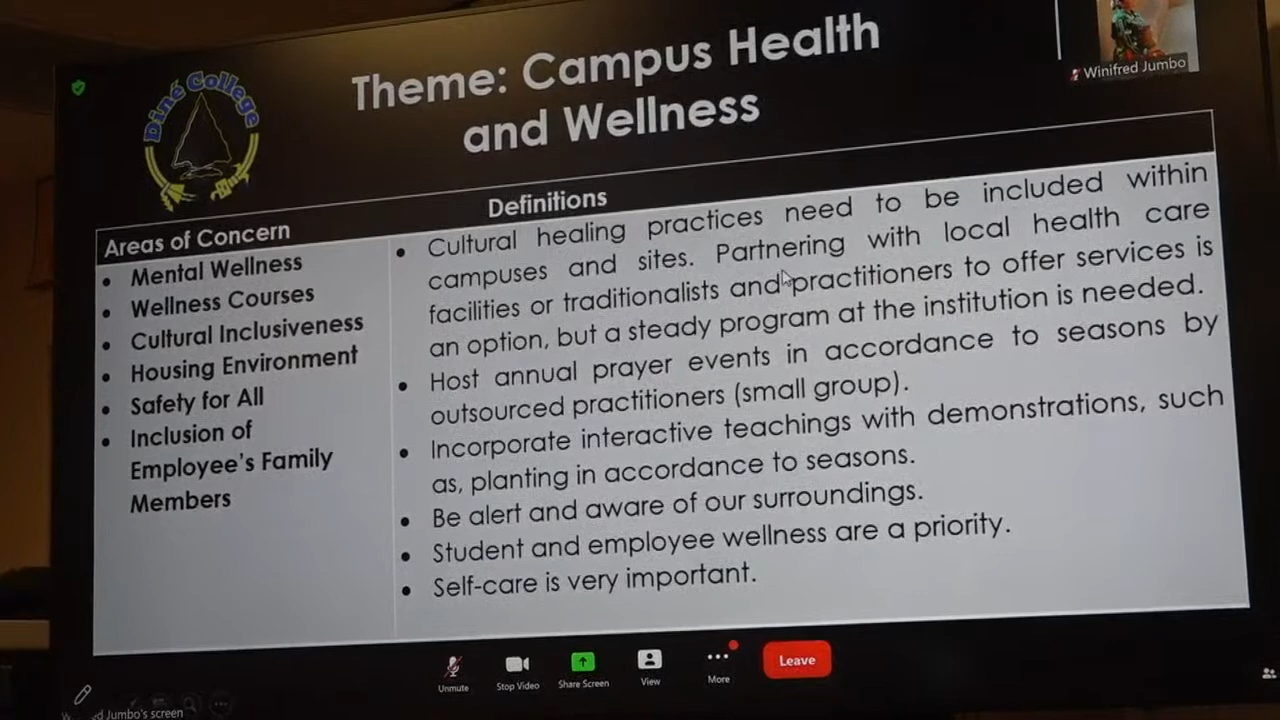 Diné College
Theme: Campus Health
and Wellness
Winifred Jumbo
Areas of Concern
• Mental Wellness
• Wellness Courses
• Cultural Inclusiveness
• Housing Environment
• Safety for All
• Inclusion of
Employee's Family
Members
Definitions
• Cultural healing practices need to be included within
campuses and sites. Partnering with local health care
facilities or traditionalists and practitioners to offer services is
an option, but a steady program at the institution is needed.
• Host annual prayer events in accordance to seasons by
outsourced practitioners (small group).
• Incorporate interactive teachings with demonstrations, such
as, planting in accordance to seasons.
• Be alert and aware of our surroundings.
• Student and employee wellness are a priority.
• Self-care is very important.
Unmute
Stop Video
Share Screen
View
More
Leave
Jumbo's screen